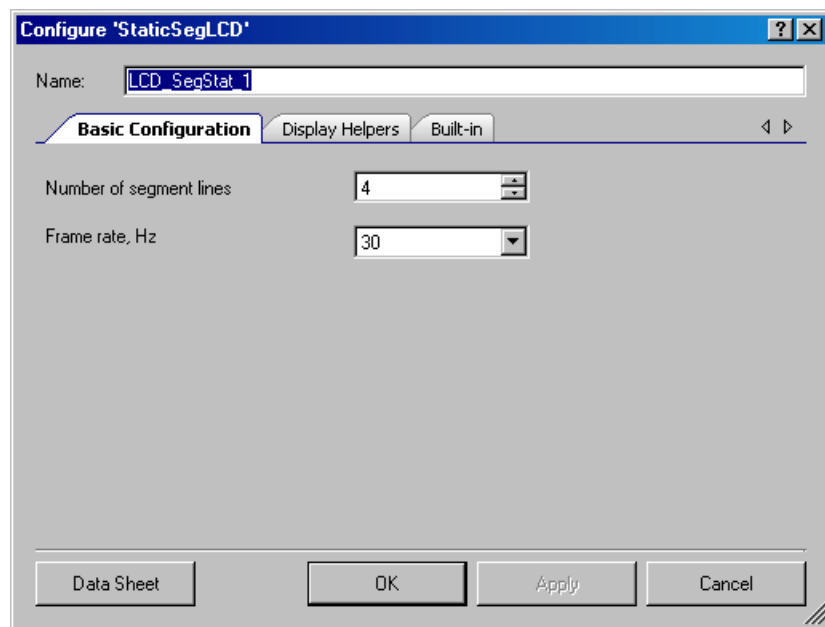 Configure 'StaticSegLCD'
Name: LCD_SegStat_1
Basic Configuration Display Helpers Built-in
Number of segment lines 4
Frame rate, Hz 30
Data Sheet OK Apply Cancel